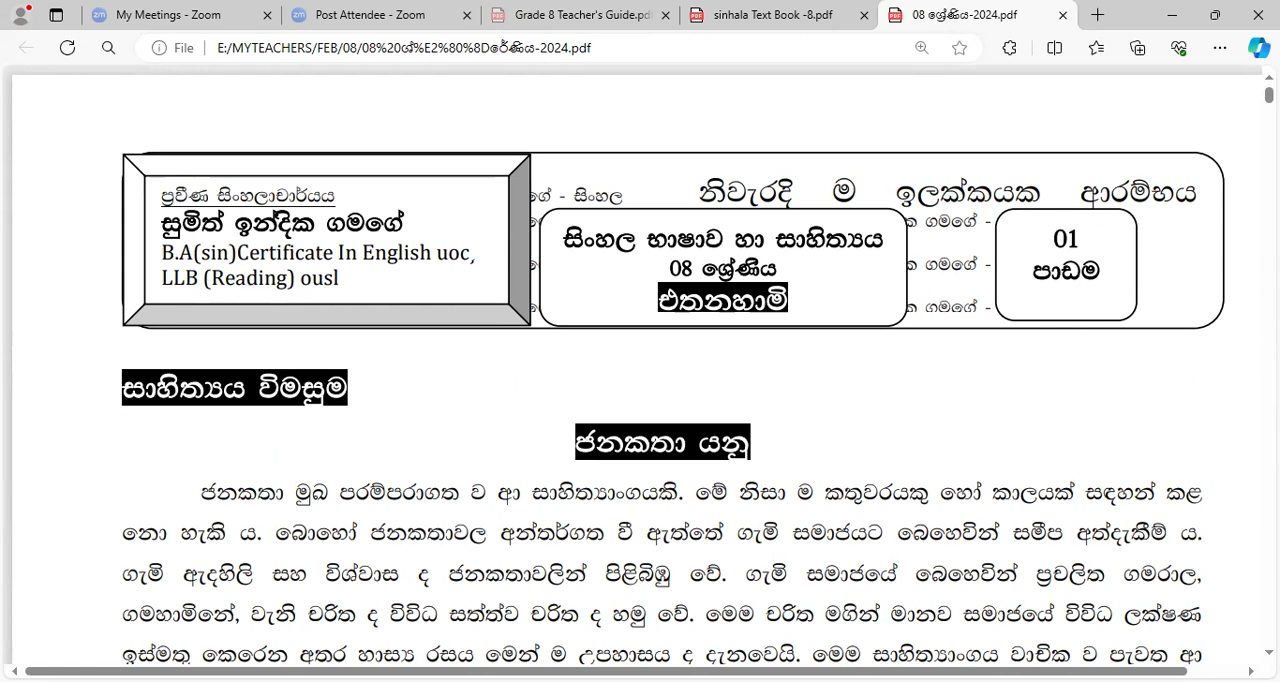 My Meetings - Zoom
Post Attendee - Zoom
Grade 8 Teacher's Guide.pdf
sinhala Text Book -8.pdf
08 ශ්‍රේණිය-2024.pdf
File
E:/MYTEACHERS/FEB/08/08%20ශ්%E2%80%8Dරේණිය-2024.pdf
ප්‍රවීණ සිංහලාචාර්යය
සුමිත් ඉන්දික ගමගේ
B.A(sin)Certificate In English uoc,
LLB (Reading) ousl
ගේ - සිංහල
නිවැරදි ම ඉලක්කයක ආරම්භය
සිංහල භාෂාව හා සාහිත්‍යය
08 ශ්‍රේණිය
එතනහාමි
ක ගමගේ -
ක ගමගේ -
ක ගමගේ -
01
පාඩම
සාහිත්‍යය විමසුම
ජනකතා යනු
ජනකතා මුඛ පරම්පරාගත ව ආ සාහිත්‍යාංගයකි. මේ නිසා ම කතුවරයකු හෝ කාලයක් සඳහන් කළ
නො හැකි ය. බොහෝ ජනකතාවල අන්තර්ගත වී ඇත්තේ ගැමි සමාජයට බෙහෙවින් සමීප අත්දැකීම් ය.
ගැමි ඇදහිලි සහ විශ්වාස ද ජනකතාවලින් පිළිබිඹු වේ. ගැමි සමාජයේ බෙහෙවින් ප්‍රචලිත ගමරාල,
ගමහාමිනේ, වැනි චරිත ද විවිධ සත්ත්ව චරිත ද හමු වේ. මෙම චරිත මගින් මානව සමාජයේ විවිධ ලක්ෂණ
ඉස්මතු කෙරෙන අතර හාස්‍ය රසය මෙන් ම උපහාසය ද දැනවෙයි. මෙම සාහිත්‍යාංගය වාචික ව පැවත ආ